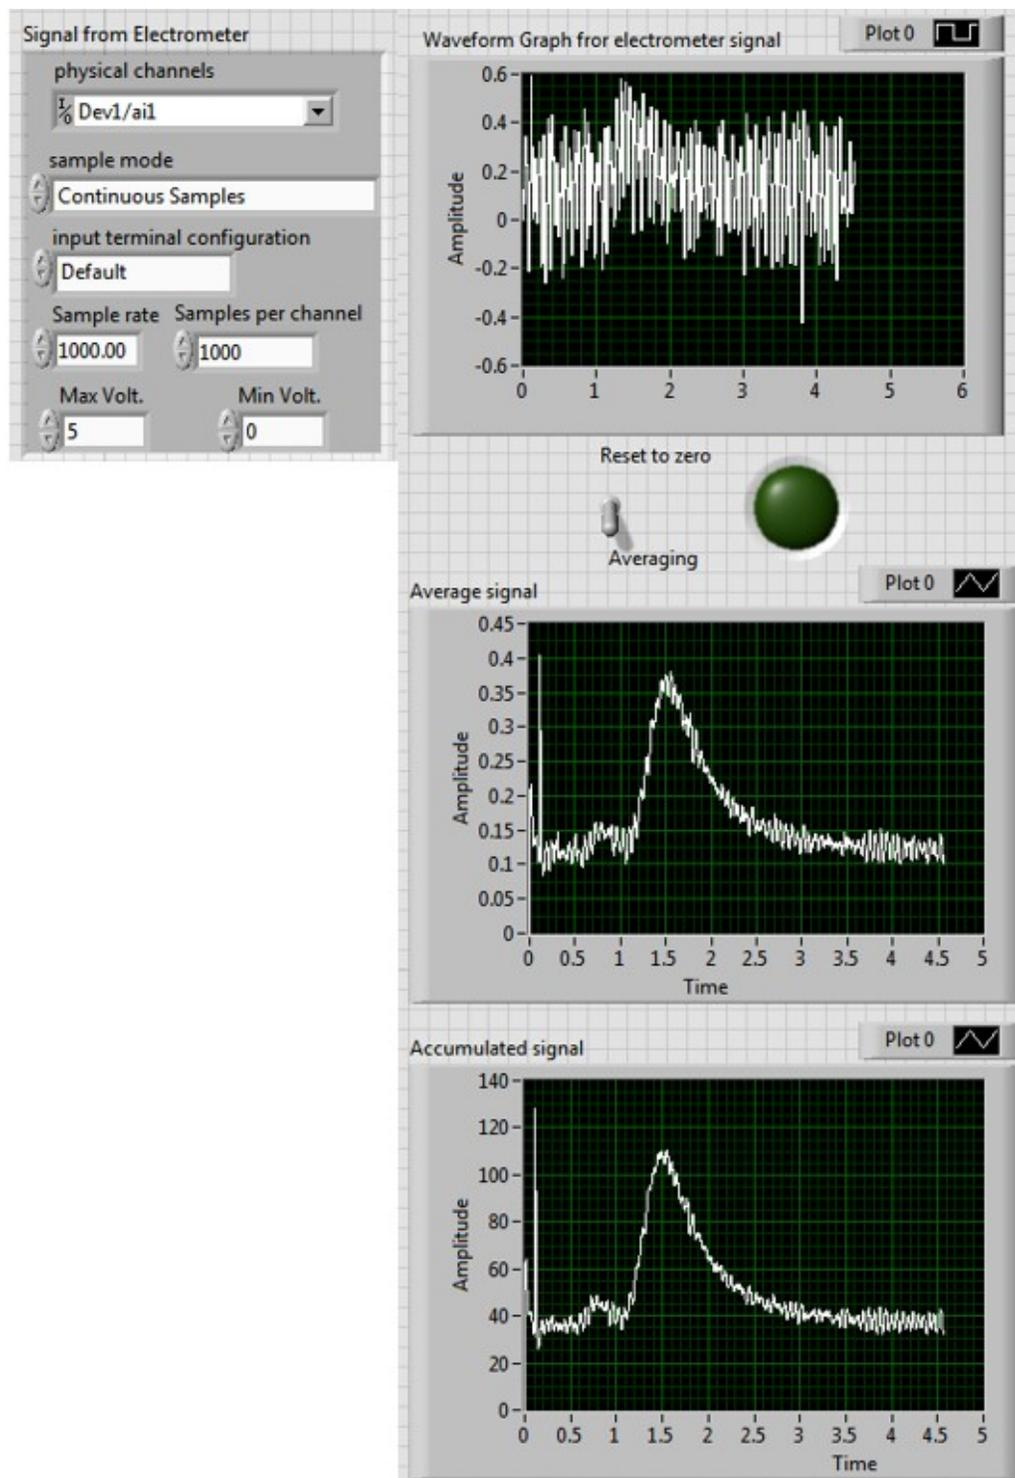 Signal from Electrometer
physical channels
I/O Dev1/ai1
sample mode
Continuous Samples
input terminal configuration
Default
Sample rate Samples per channel
1000.00 1000
Max Volt. Min Volt.
5 0
Waveform Graph fror electrometer signal
Plot 0
Amplitude
0.6
0.4
0.2
0
-0.2
-0.4
-0.6
0 1 2 3 4 5 6
Reset to zero
Averaging
Average signal
Plot 0
Amplitude
0.45
0.4
0.35
0.3
0.25
0.2
0.15
0.1
0.05
0
0 0.5 1 1.5 2 2.5 3 3.5 4 4.5 5
Time
Accumulated signal
Plot 0
Amplitude
140
120
100
80
60
40
20
0
0 0.5 1 1.5 2 2.5 3 3.5 4 4.5 5
Time